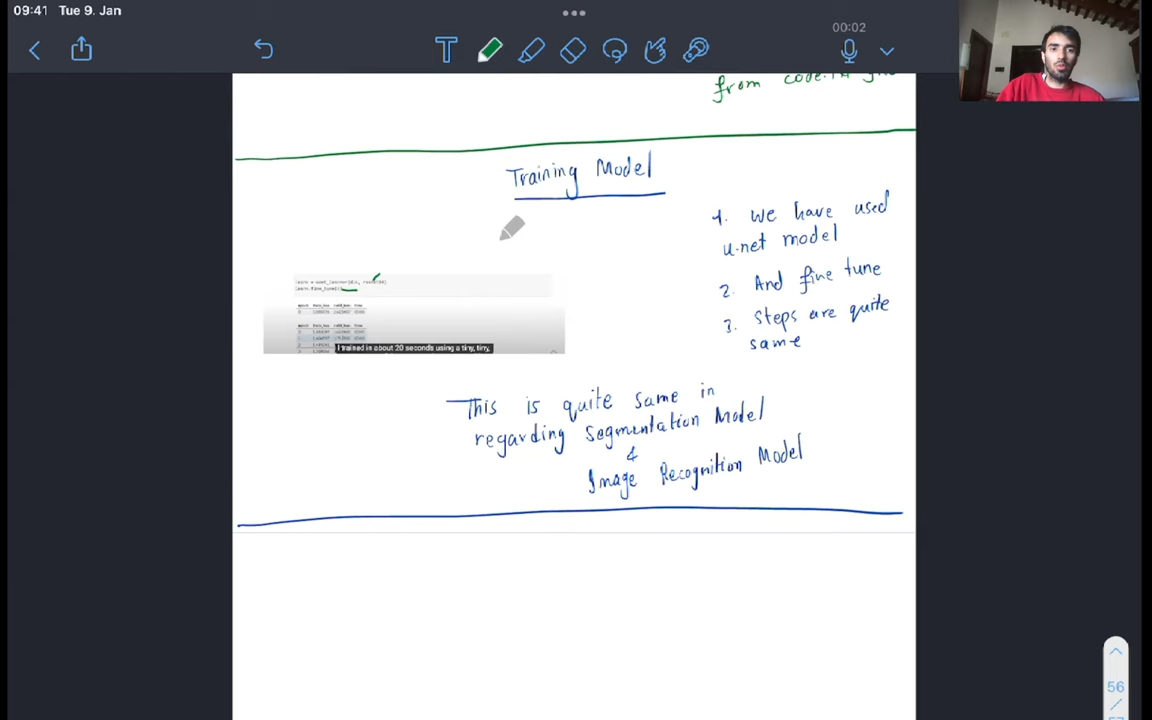 09:41 Tue 9. Jan
00:02
from code.in
Training Model
1. We have used
u-net model
2. And fine tune
3. Steps are quite
same
I trained in about 20 seconds using a tiny, tiny,
This is quite same in
regarding Segmentation Model
&
Image Recognition Model
56
/